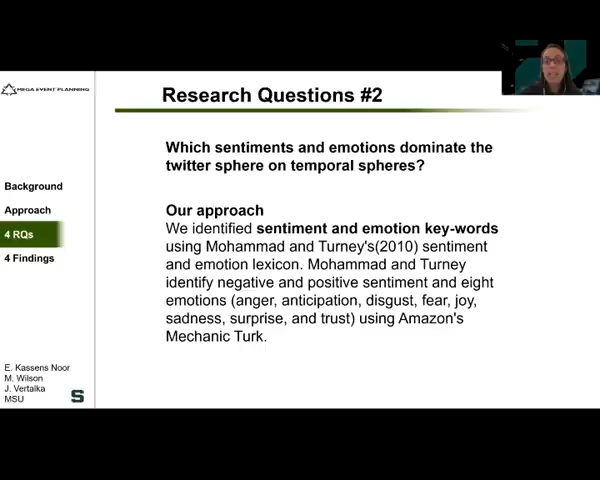 MEGA EVENT PLANNING
Research Questions #2
Which sentiments and emotions dominate the
twitter sphere on temporal spheres?
Background
Approach
4 RQs
4 Findings
Our approach
We identified sentiment and emotion key-words
using Mohammad and Turney's(2010) sentiment
and emotion lexicon. Mohammad and Turney
identify negative and positive sentiment and eight
emotions (anger, anticipation, disgust, fear, joy,
sadness, surprise, and trust) using Amazon's
Mechanic Turk.
E. Kassens Noor
M. Wilson
J. Vertalka
MSU
S